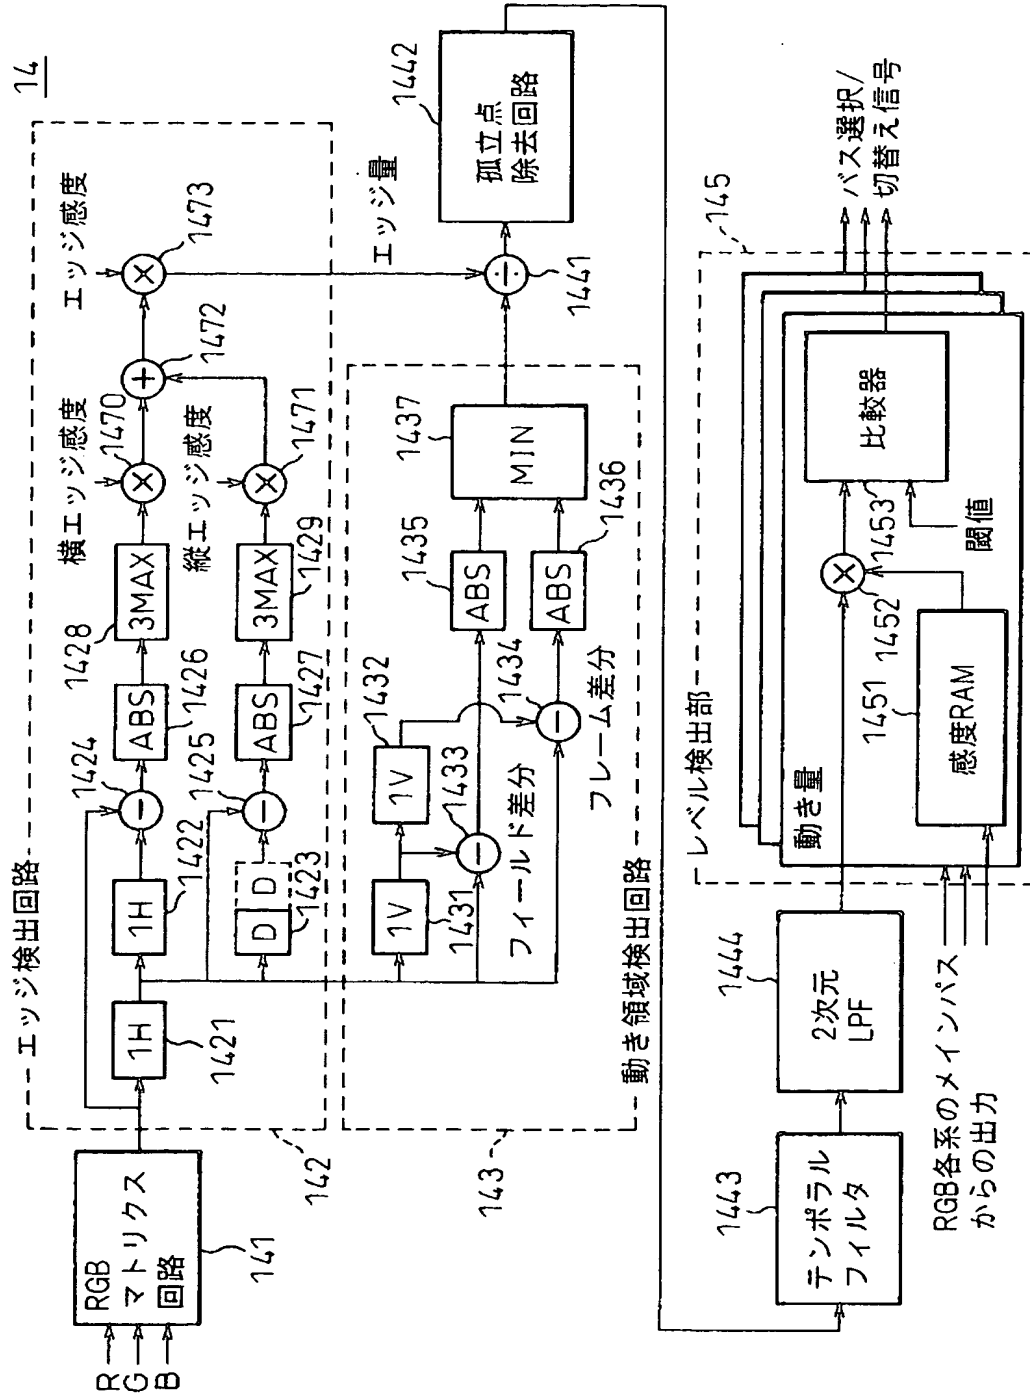 14
エッジ検出回路
R
G
B
RGB
マトリクス
回路
141
142
1H
1421
1H
1422
−
1424
ABS
1426
3MAX
1428
横エッジ感度
×
1470
+
1472
エッジ感度
×
1473
D
D
1423
−
1425
ABS
1427
3MAX
1429
縦エッジ感度
×
1471
エッジ量
動き領域検出回路
143
1V
1431
1V
1432
−
1433
フィールド差分
−
1434
フレーム差分
ABS
1435
ABS
1436
MIN
1437
÷
1441
孤立点
除去回路
1442
テンポラル
フィルタ
1443
2次元
LPF
1444
レベル検出部
145
動き量
×
1452
感度RAM
1451
比較器
1453
閾値
RGB各系のメインパス
からの出力
バス選択/
切替え信号